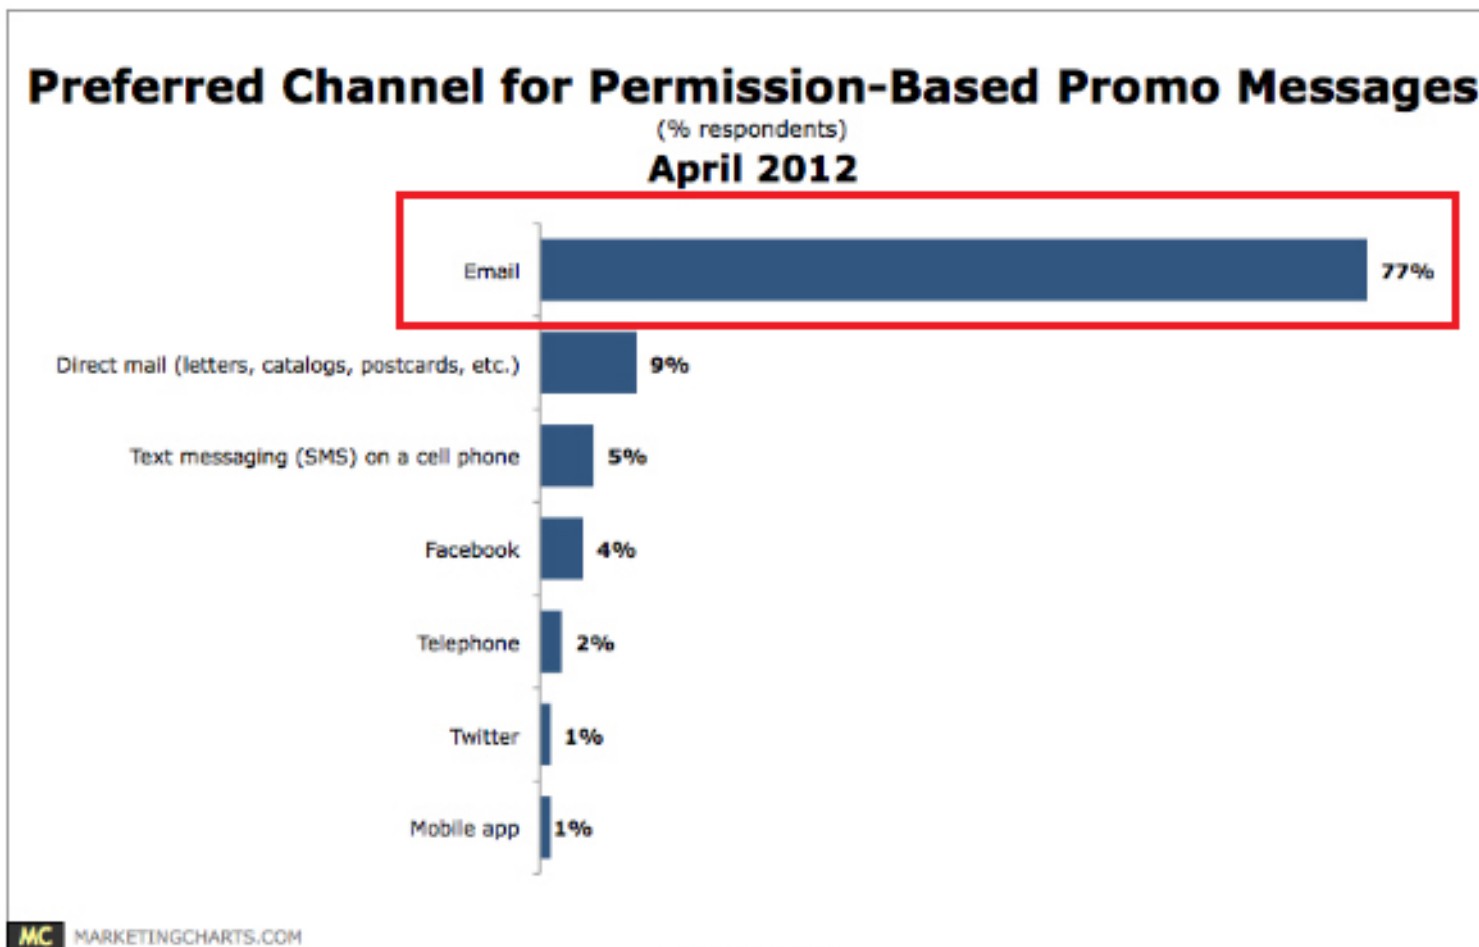 Preferred Channel for Permission-Based Promo Messages
(% respondents)
April 2012
Email 77%
Direct mail (letters, catalogs, postcards, etc.) 9%
Text messaging (SMS) on a cell phone 5%
Facebook 4%
Telephone 2%
Twitter 1%
Mobile app 1%
MC MARKETINGCHARTS.COM